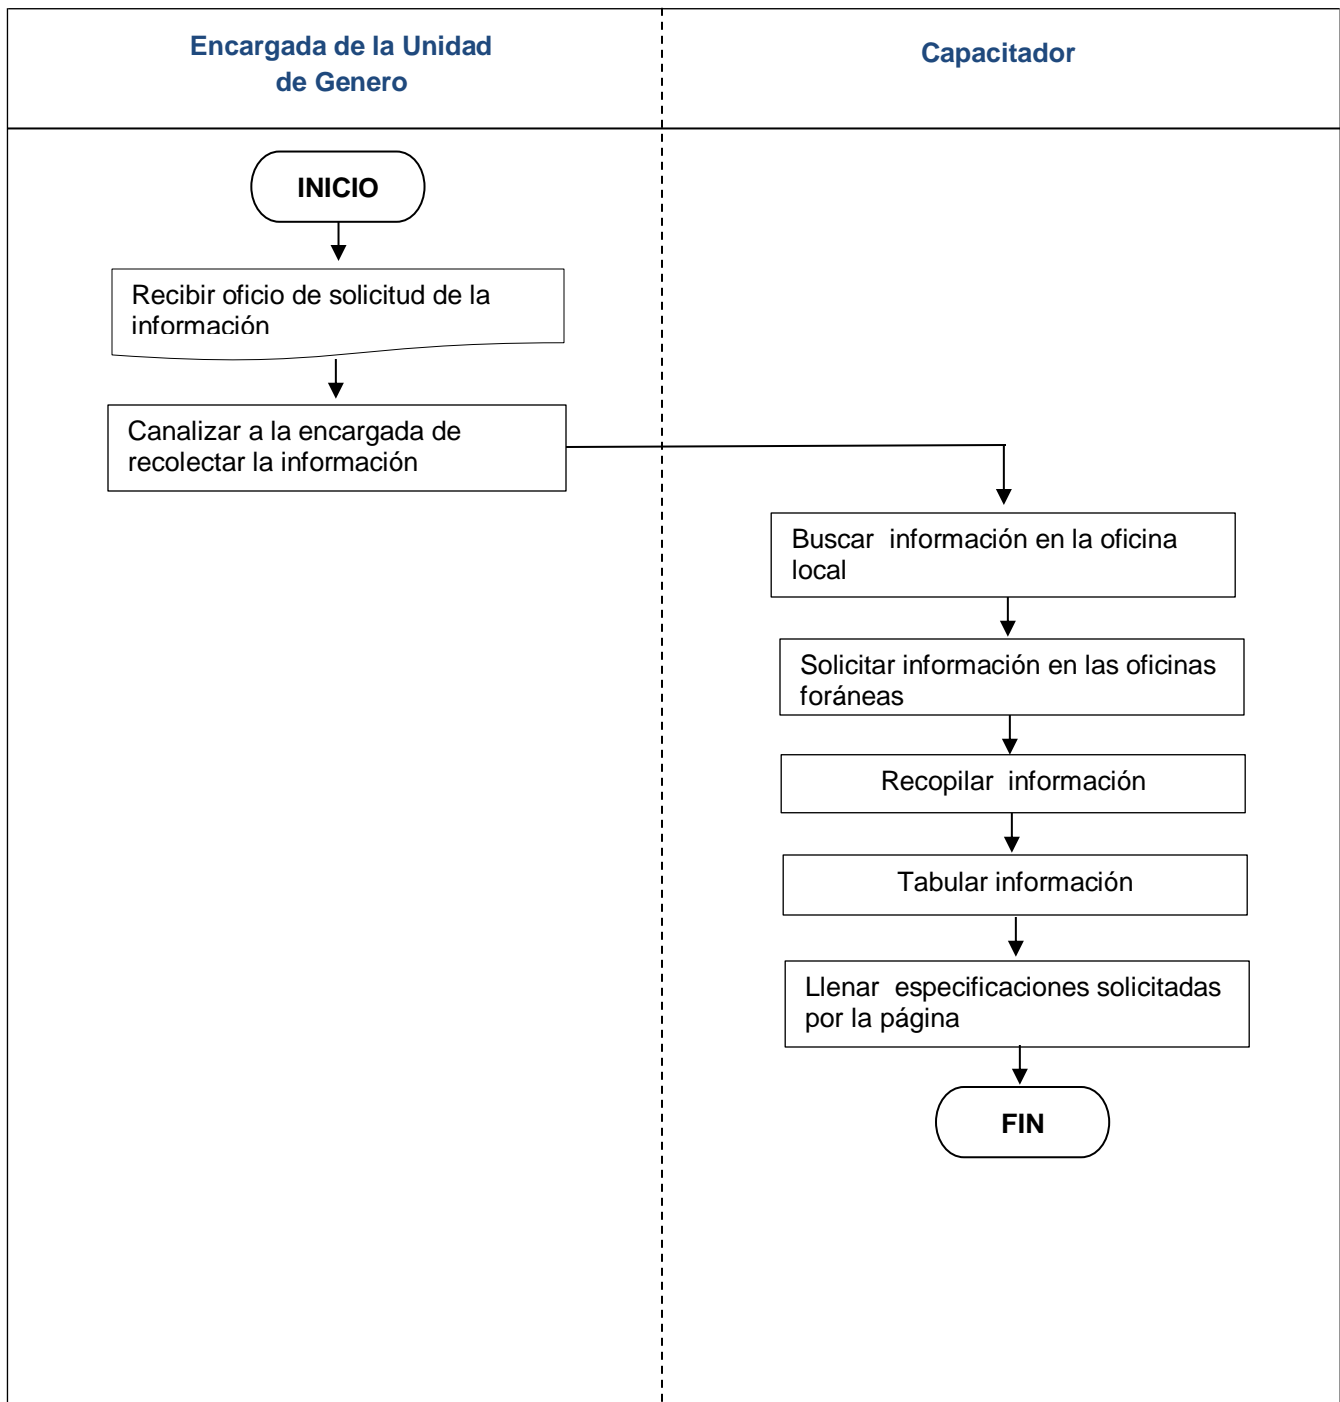 Encargada de la Unidad
de Genero
Capacitador
INICIO
Recibir oficio de solicitud de la
información
Canalizar a la encargada de
recolectar la información
Buscar información en la oficina
local
Solicitar información en las oficinas
foráneas
Recopilar información
Tabular información
Llenar especificaciones solicitadas
por la página
FIN